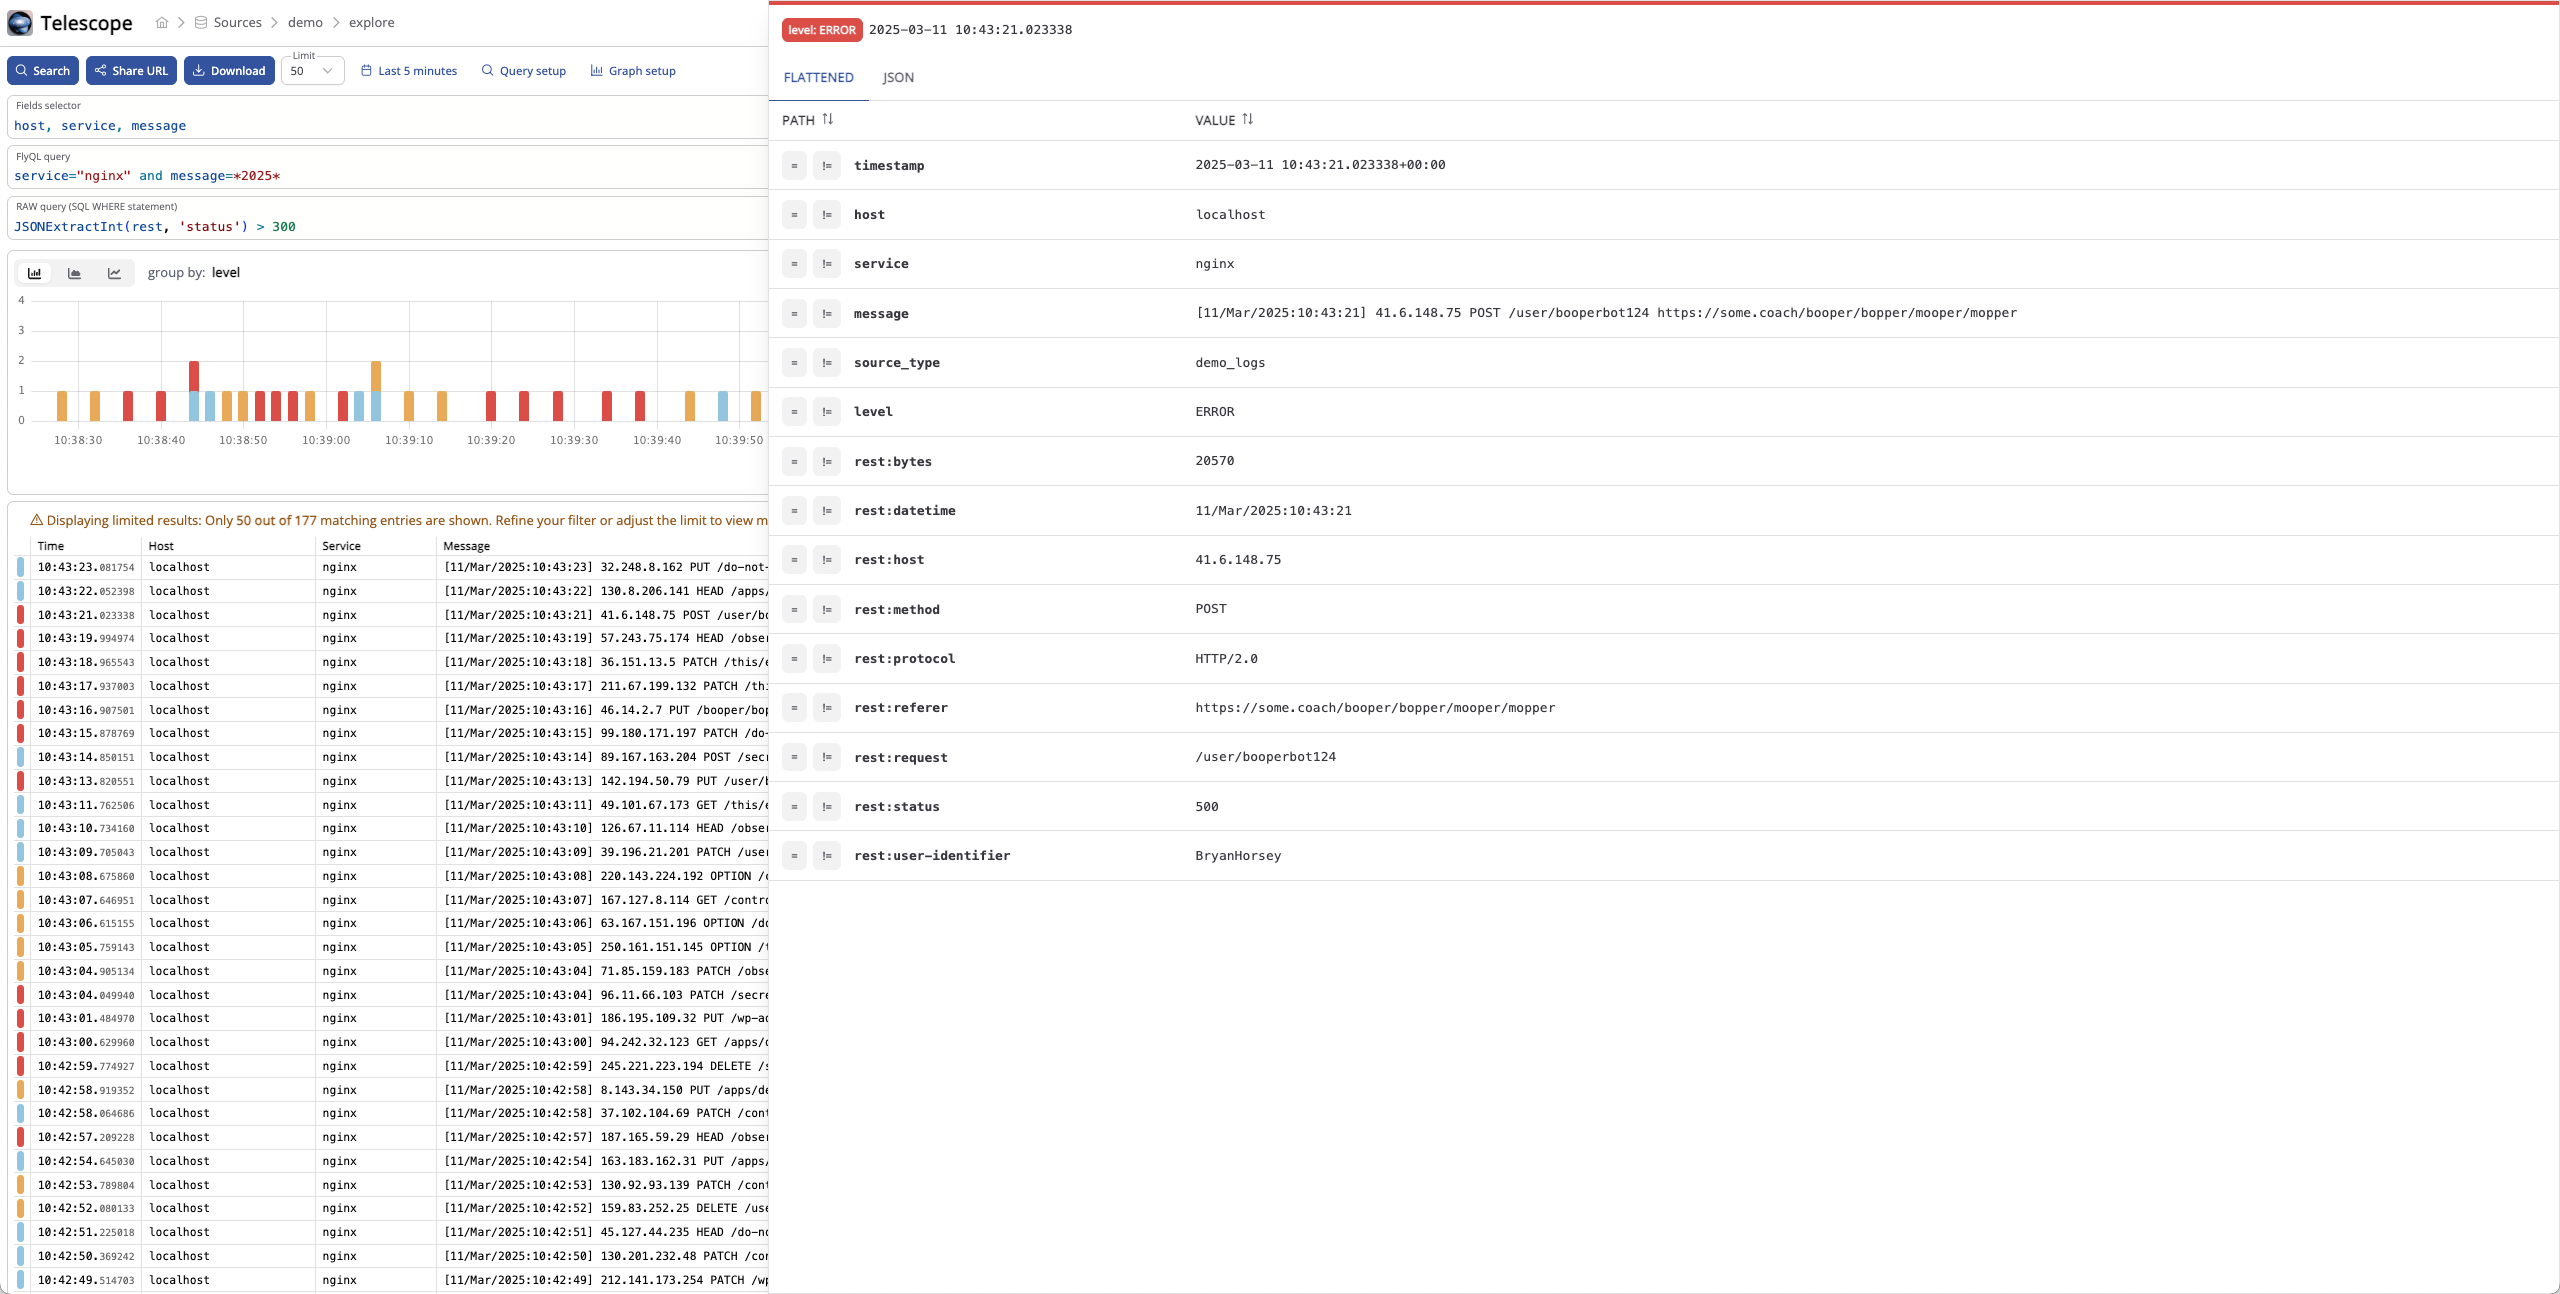 Telescope
Sources
demo
explore
Search
Share URL
Download
Limit
50
Last 5 minutes
Query setup
Graph setup
Fields selector
host, service, message
FlyQL query
service="nginx" and message=*2025*
RAW query (SQL WHERE statement)
JSONExtractInt(rest, 'status') > 300
group by: level
4
3
2
1
0
10:38:30 10:38:40 10:38:50 10:39:00 10:39:10 10:39:20 10:39:30 10:39:40 10:39:50
Displaying limited results: Only 50 out of 177 matching entries are shown. Refine your filter or adjust the limit to view m
Time Host Service Message
10:43:23.081754 localhost nginx [11/Mar/2025:10:43:23] 32.248.8.162 PUT /do-not-
10:43:22.052398 localhost nginx [11/Mar/2025:10:43:22] 130.8.206.141 HEAD /apps/
10:43:21.023338 localhost nginx [11/Mar/2025:10:43:21] 41.6.148.75 POST /user/bo
10:43:19.994974 localhost nginx [11/Mar/2025:10:43:19] 57.243.75.174 HEAD /obser
10:43:18.965543 localhost nginx [11/Mar/2025:10:43:18] 36.151.13.5 PATCH /this/e
10:43:17.937003 localhost nginx [11/Mar/2025:10:43:17] 211.67.199.132 PATCH /thi
10:43:16.907501 localhost nginx [11/Mar/2025:10:43:16] 46.14.2.7 PUT /booper/bop
10:43:15.878769 localhost nginx [11/Mar/2025:10:43:15] 99.180.171.197 PATCH /do-
10:43:14.850151 localhost nginx [11/Mar/2025:10:43:14] 89.167.163.204 POST /secr
10:43:13.820551 localhost nginx [11/Mar/2025:10:43:13] 142.194.50.79 PUT /user/b
10:43:11.762506 localhost nginx [11/Mar/2025:10:43:11] 49.101.67.173 GET /this/e
10:43:10.734160 localhost nginx [11/Mar/2025:10:43:10] 126.67.11.114 HEAD /obser
10:43:09.705043 localhost nginx [11/Mar/2025:10:43:09] 39.196.21.201 PATCH /user
10:43:08.675860 localhost nginx [11/Mar/2025:10:43:08] 220.143.224.192 OPTION /c
10:43:07.646951 localhost nginx [11/Mar/2025:10:43:07] 167.127.8.114 GET /contro
10:43:06.615155 localhost nginx [11/Mar/2025:10:43:06] 63.167.151.196 OPTION /do
10:43:05.759143 localhost nginx [11/Mar/2025:10:43:05] 250.161.151.145 OPTION /t
10:43:04.905134 localhost nginx [11/Mar/2025:10:43:04] 71.85.159.183 PATCH /obse
10:43:04.049940 localhost nginx [11/Mar/2025:10:43:04] 96.11.66.103 PATCH /secre
10:43:01.484970 localhost nginx [11/Mar/2025:10:43:01] 186.195.109.32 PUT /wp-ad
10:43:00.629960 localhost nginx [11/Mar/2025:10:43:00] 94.242.32.123 GET /apps/d
10:42:59.774927 localhost nginx [11/Mar/2025:10:42:59] 245.221.223.194 DELETE /s
10:42:58.919352 localhost nginx [11/Mar/2025:10:42:58] 8.143.34.150 PUT /apps/de
10:42:58.064686 localhost nginx [11/Mar/2025:10:42:58] 37.102.104.69 PATCH /cont
10:42:57.209228 localhost nginx [11/Mar/2025:10:42:57] 187.165.59.29 HEAD /obser
10:42:54.645030 localhost nginx [11/Mar/2025:10:42:54] 163.183.162.31 PUT /apps/
10:42:53.789804 localhost nginx [11/Mar/2025:10:42:53] 130.92.93.139 PATCH /cont
10:42:52.080133 localhost nginx [11/Mar/2025:10:42:52] 159.83.252.25 DELETE /use
10:42:51.225018 localhost nginx [11/Mar/2025:10:42:51] 45.127.44.235 HEAD /do-no
10:42:50.369242 localhost nginx [11/Mar/2025:10:42:50] 130.201.232.48 PATCH /con
10:42:49.514703 localhost nginx [11/Mar/2025:10:42:49] 212.141.173.254 PATCH /wp
level: ERROR 2025-03-11 10:43:21.023338
FLATTENED JSON
PATH VALUE
= != timestamp 2025-03-11 10:43:21.023338+00:00
= != host localhost
= != service nginx
= != message [11/Mar/2025:10:43:21] 41.6.148.75 POST /user/booperbot124 https://some.coach/booper/bopper/mooper/mopper
= != source_type demo_logs
= != level ERROR
= != rest:bytes 20570
= != rest:datetime 11/Mar/2025:10:43:21
= != rest:host 41.6.148.75
= != rest:method POST
= != rest:protocol HTTP/2.0
= != rest:referer https://some.coach/booper/bopper/mooper/mopper
= != rest:request /user/booperbot124
= != rest:status 500
= != rest:user-identifier BryanHorsey